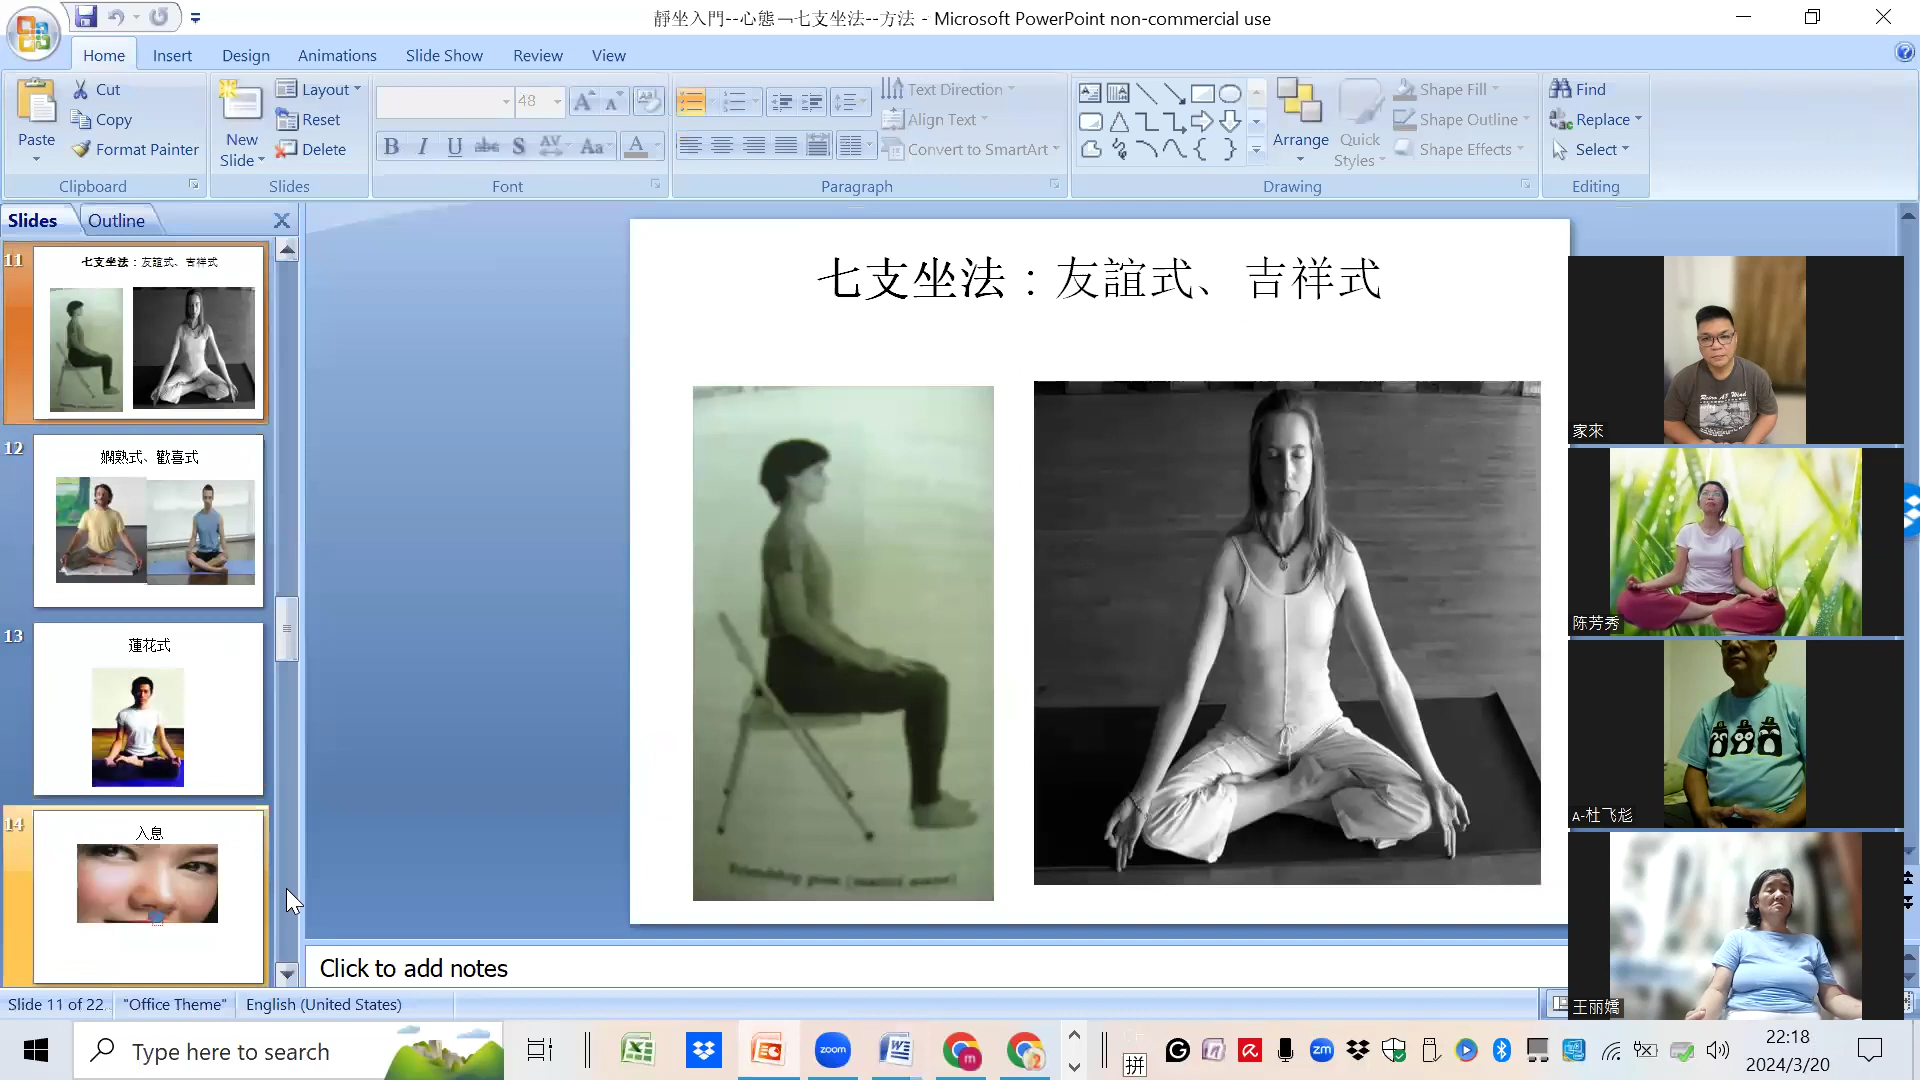 靜坐入門--心態一七支坐法--方法 - Microsoft PowerPoint non-commercial use
Home Insert Design Animations Slide Show Review View
Paste
Cut
Copy
Format Painter
Clipboard
New Slide
Layout
Reset
Delete
Slides
48
Font
Text Direction
Align Text
Convert to SmartArt
Paragraph
Arrange
Quick Styles
Shape Fill
Shape Outline
Shape Effects
Drawing
Find
Replace
Select
Editing
Slides Outline
11
七支坐法：友誼式、吉祥式
12
嫻熟式、歡喜式
13
蓮花式
14
入息
七支坐法：友誼式、吉祥式
家來
陈芳秀
A-杜飞彪
王丽嬌
Click to add notes
Slide 11 of 22 "Office Theme" English (United States)
Type here to search
zoom
zm
拼
22:18
2024/3/20